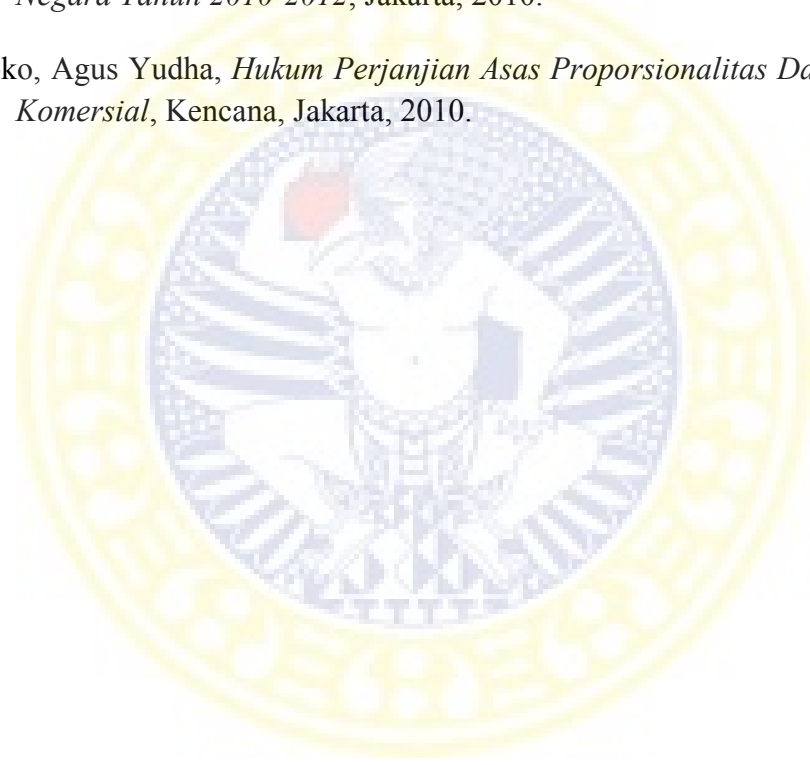 Negara Tahun 2010-2012, Jakarta, 2010.
ko, Agus Yudha, Hukum Perjanjian Asas Proporsionalitas Da
Komersial, Kencana, Jakarta, 2010.